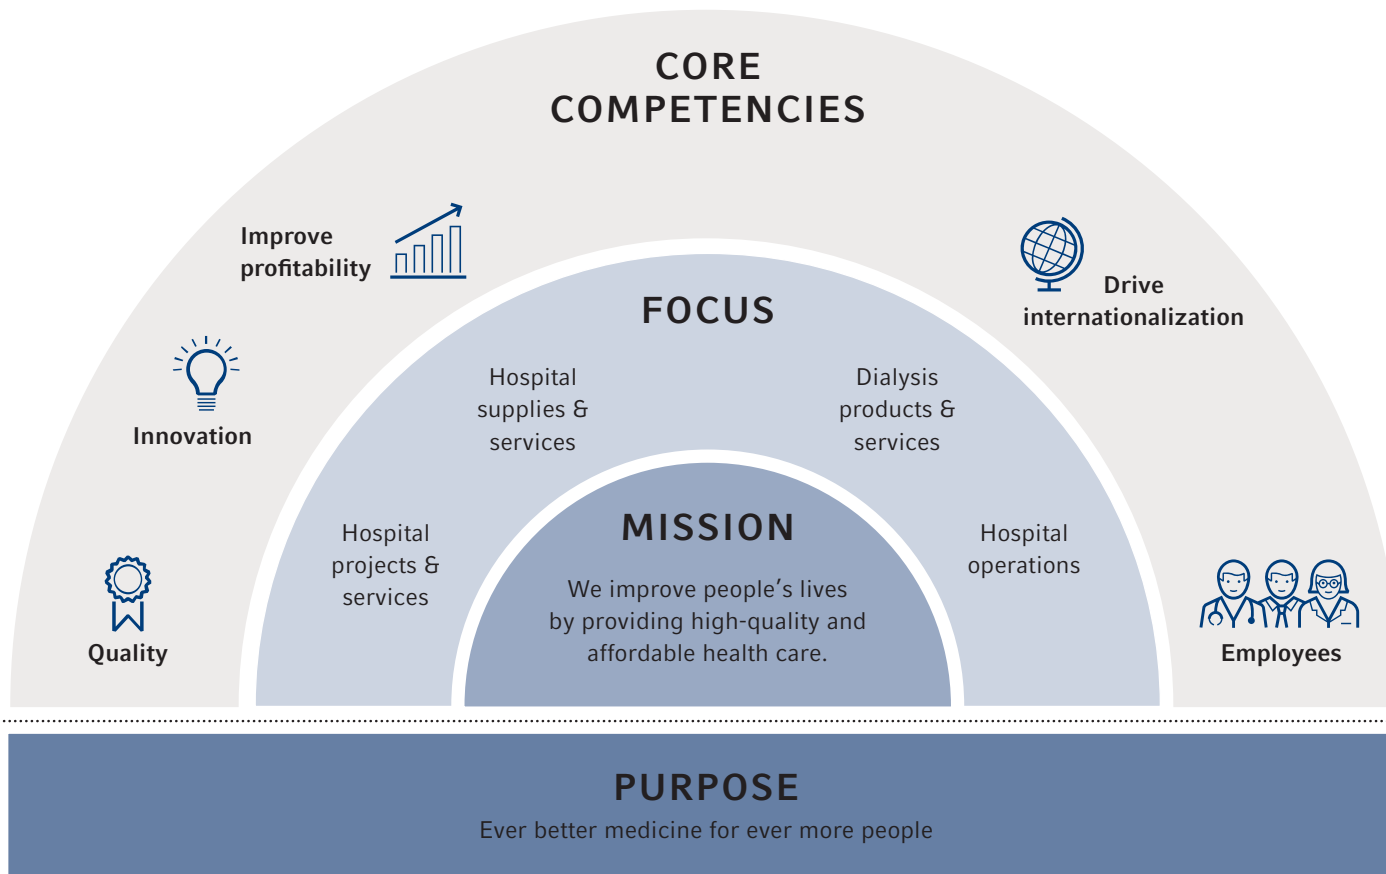 CORE
COMPETENCIES
Improve
profitability
Drive
internationalization
Innovation
Quality
Employees
FOCUS
Hospital
supplies &
services
Dialysis
products &
services
Hospital
projects &
services
Hospital
operations
MISSION
We improve people’s lives
by providing high-quality and
affordable health care.
PURPOSE
Ever better medicine for ever more people